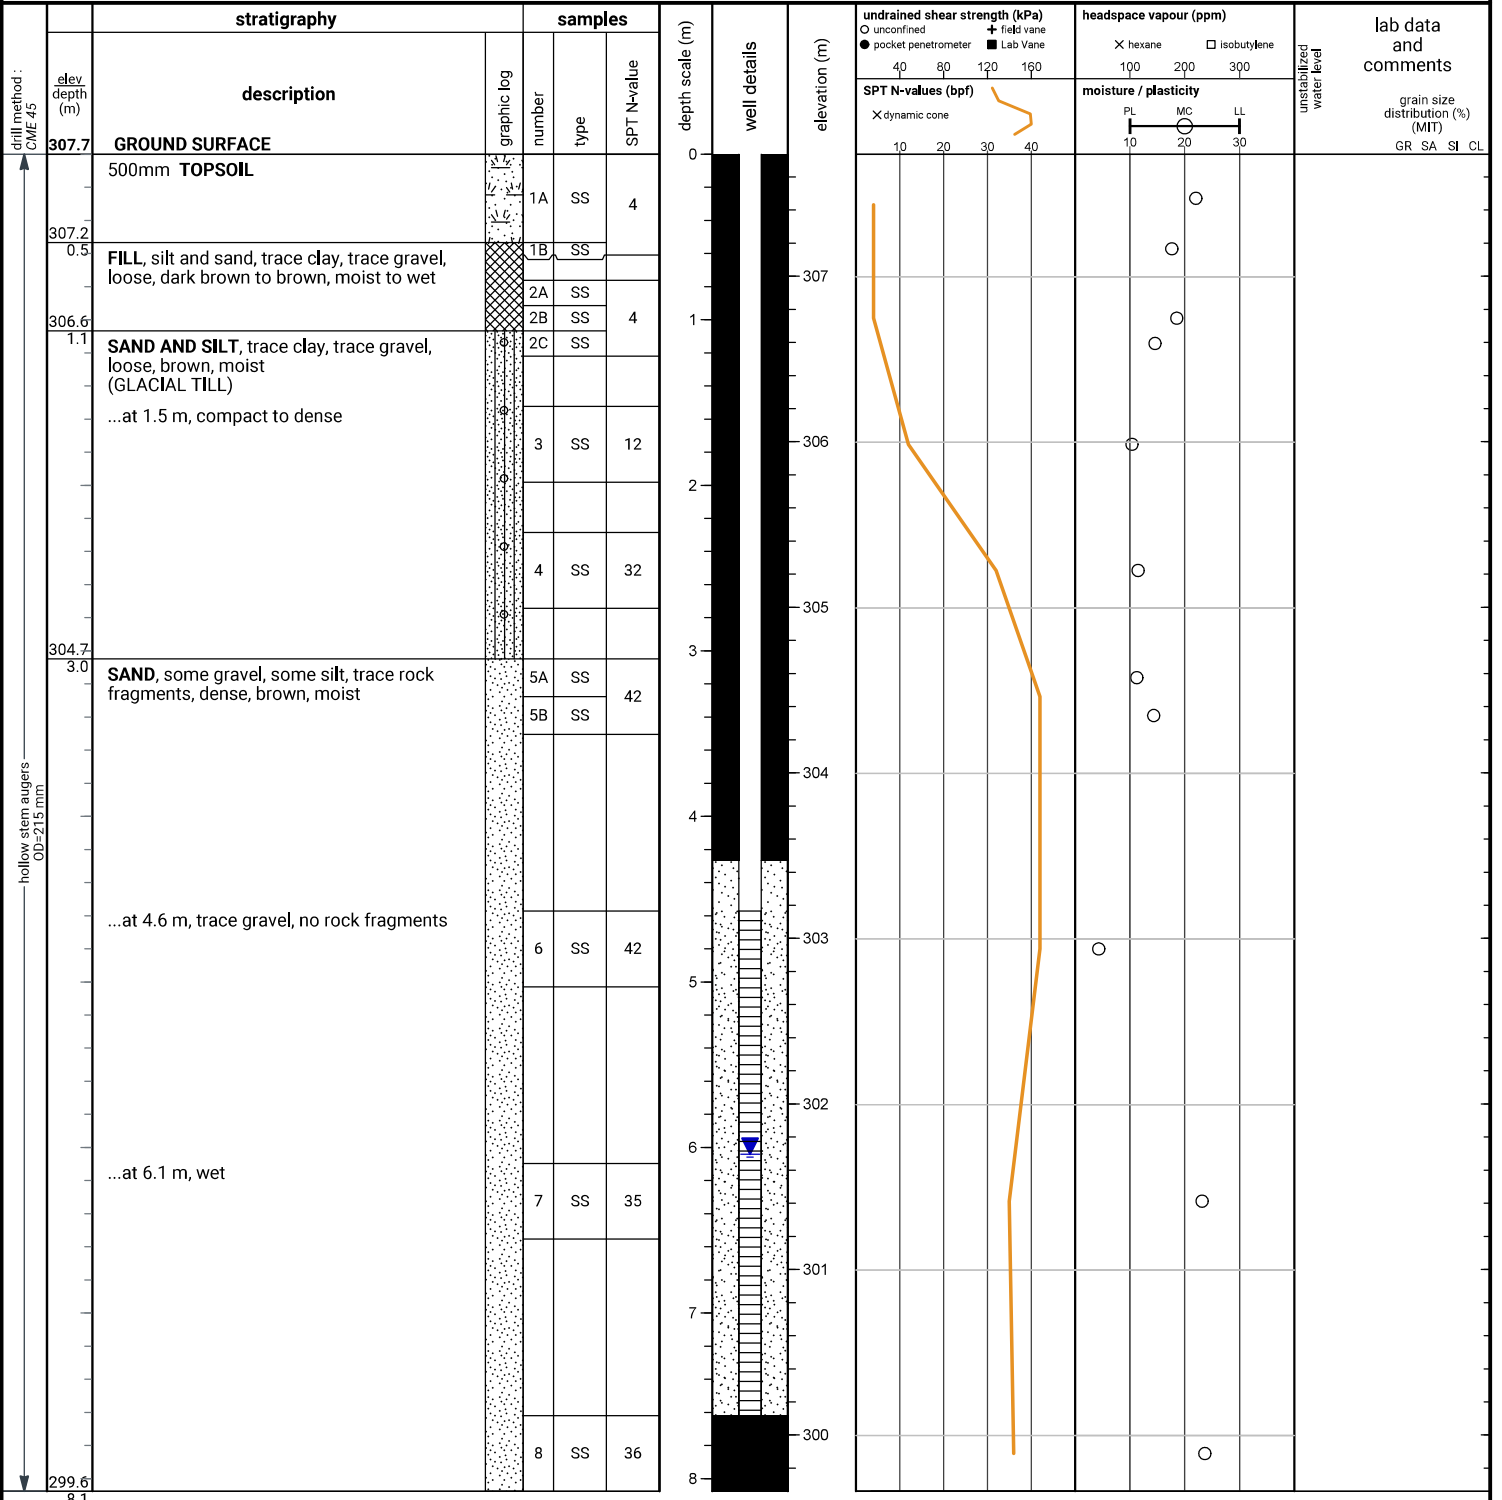 stratigraphy
samples
drill method :
CME 45
elev
depth
(m)
description
graphic log
number
type
SPT N-value
depth scale (m)
well details
elevation (m)
undrained shear strength (kPa)
unconfined
field vane
pocket penetrometer
Lab Vane
40 80 120 160
SPT N-values (bpf)
dynamic cone
10 20 30 40
headspace vapour (ppm)
hexane
isobutylene
100 200 300
moisture / plasticity
PL MC LL
10 20 30
unstabilized
water level
lab data
and
comments
grain size
distribution (%)
(MIT)
GR SA SI CL
307.7 GROUND SURFACE
500mm TOPSOIL
1A SS 4
307.2
0.5
FILL, silt and sand, trace clay, trace gravel,
loose, dark brown to brown, moist to wet
1B SS
2A SS
2B SS 4
306.6
1.1
SAND AND SILT, trace clay, trace gravel,
loose, brown, moist
(GLACIAL TILL)
2C SS
...at 1.5 m, compact to dense
3 SS 12
4 SS 32
304.7
3.0
SAND, some gravel, some silt, trace rock
fragments, dense, brown, moist
5A SS
42
5B SS
hollow stem augers
OD=215 mm
...at 4.6 m, trace gravel, no rock fragments
6 SS 42
...at 6.1 m, wet
7 SS 35
8 SS 36
299.6
8.1
0
1
2
3
4
5
6
7
8
307
306
305
304
303
302
301
300